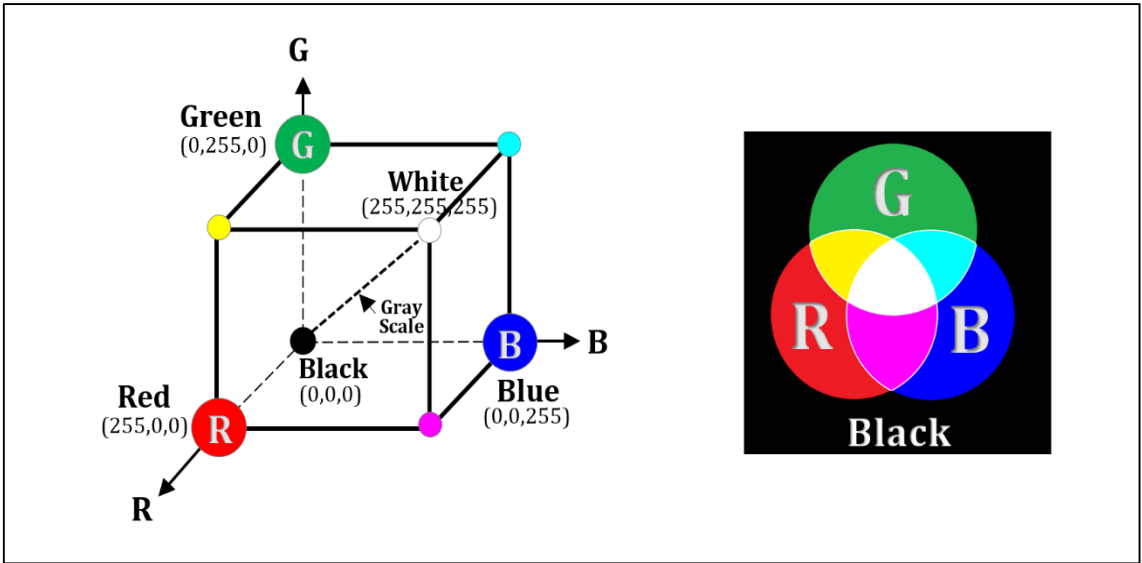 G
Green
(0,255,0)
G
White
(255,255,255)
Gray
Scale
Black
(0,0,0)
B
B
Blue
(0,0,255)
Red
(255,0,0)
R
R
G
R
B
Black